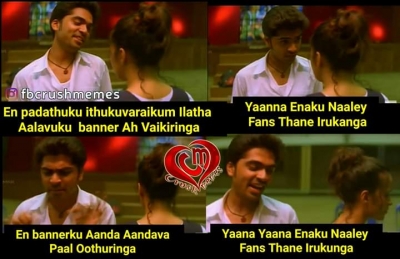 fbcrushmemes
En padathuku ithukuvaraikum Ilatha
Aalavuku banner Ah Vaikiringa
Yaanna Enaku Naaley
Fans Thane Irukanga
En bannerku Aanda Aandava
Paal Oothuringa
Yaana Yaana Enaku Naaley
Fans Thane Irukunga